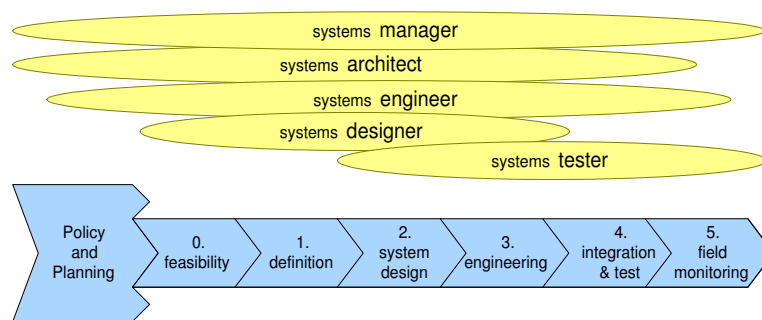 systems manager
systems architect
systems engineer
systems designer
systems tester
Policy
and
Planning
0.
feasibility
1.
definition
2.
system
design
3.
engineering
4.
integration
& test
5.
field
monitoring